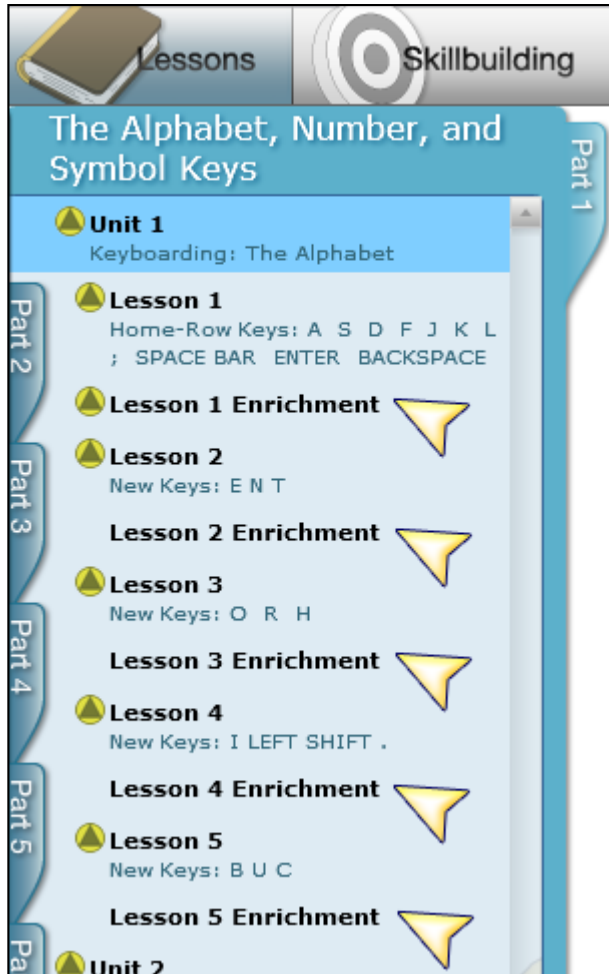 Lessons
Skillbuilding
The Alphabet, Number, and
Symbol Keys
Part 1
Unit 1
Keyboarding: The Alphabet
Lesson 1
Home-Row Keys: A S D F J K L
; SPACE BAR ENTER BACKSPACE
Part 2
Lesson 1 Enrichment
Lesson 2
New Keys: E N T
Part 3
Lesson 2 Enrichment
Lesson 3
New Keys: O R H
Part 4
Lesson 3 Enrichment
Lesson 4
New Keys: I LEFT SHIFT .
Lesson 4 Enrichment
Part 5
Lesson 5
New Keys: B U C
Lesson 5 Enrichment
Pa
Unit 2